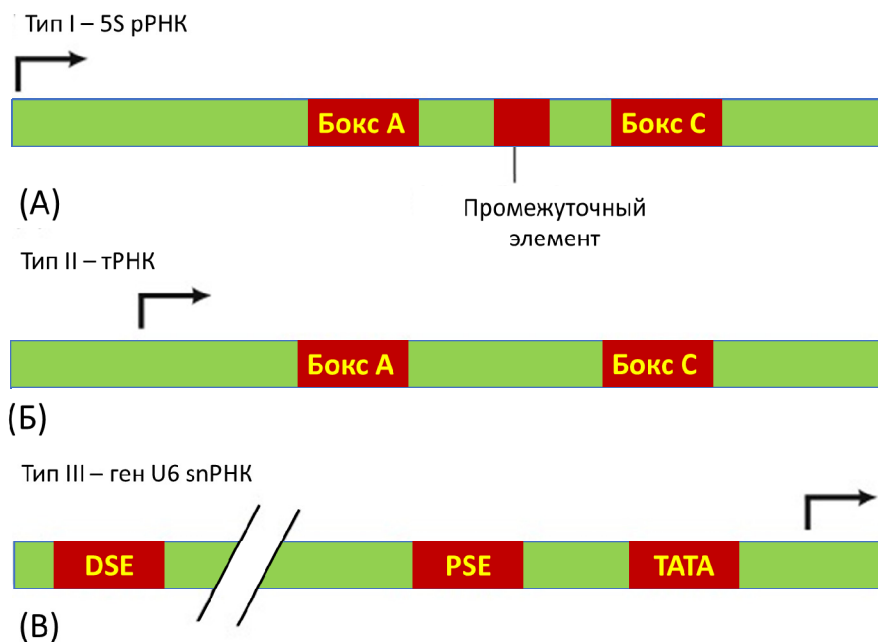 Тип I – 5S рРНК
Бокс А
Бокс С
(А)
Промежуточный
элемент
Тип II – тРНК
Бокс А
Бокс С
(Б)
Тип III – ген U6 snРНК
DSE
PSE
TATA
(В)